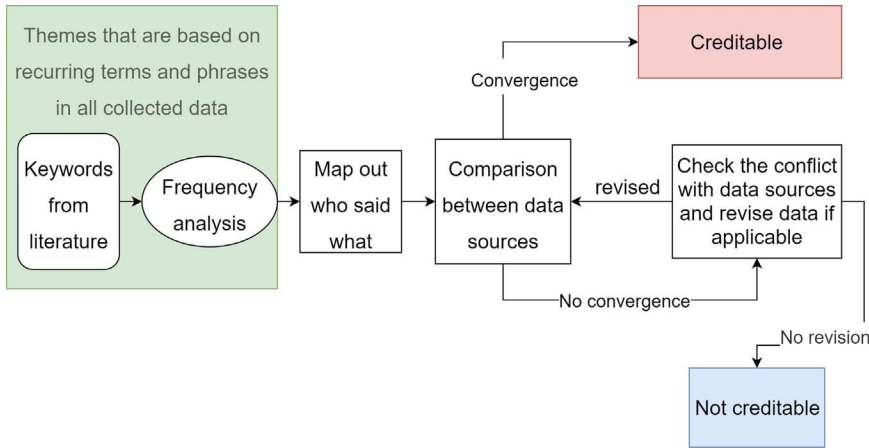 Themes that are based on
recurring terms and phrases
in all collected data
Keywords
from
literature
Frequency
analysis
Map out
who said
what
Comparison
between data
sources
Convergence
Creditable
revised
Check the conflict
with data sources
and revise data if
applicable
No convergence
No revision
Not creditable